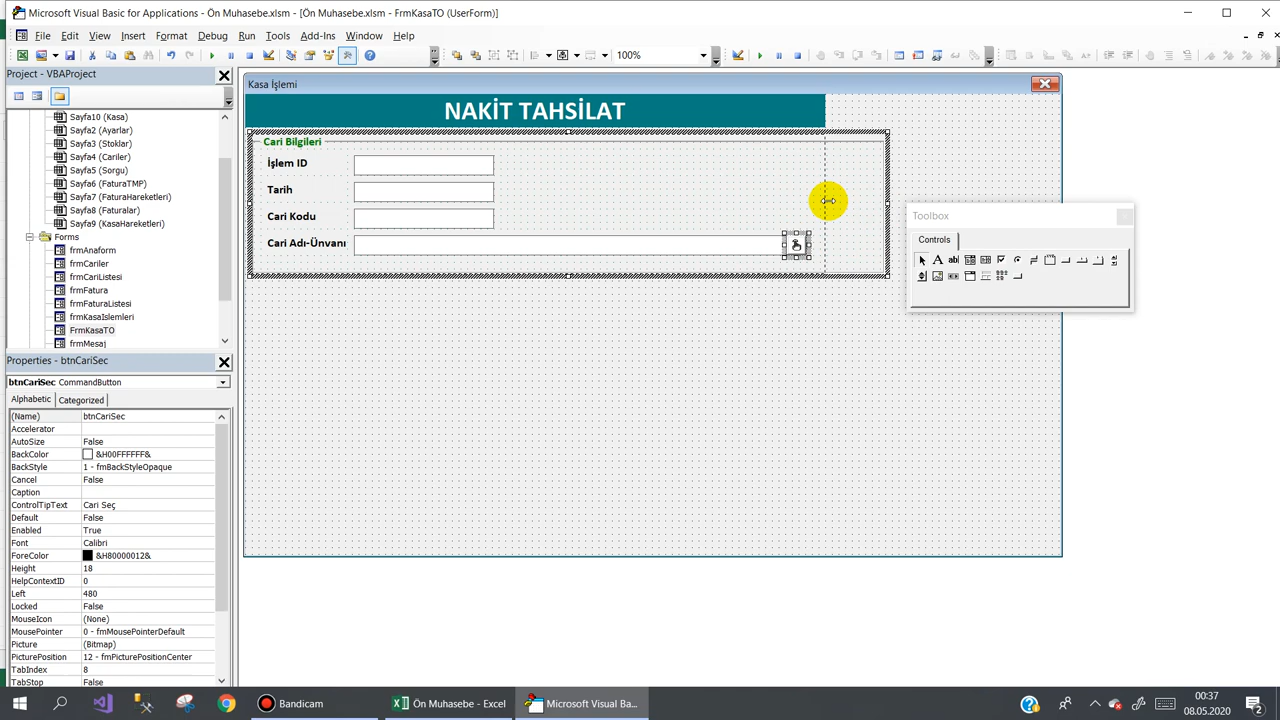 Microsoft Visual Basic for Applications - Ön Muhasebe.xlsm - [Ön Muhasebe.xlsm - FrmKasaTO (UserForm)]
File Edit View Insert Format Debug Run Tools Add-Ins Window Help
100%
Project - VBAProject
Sayfa10 (Kasa)
Sayfa2 (Ayarlar)
Sayfa3 (Stoklar)
Sayfa4 (Cariler)
Sayfa5 (Sorgu)
Sayfa6 (FaturaTMP)
Sayfa7 (FaturaHareketleri)
Sayfa8 (Faturalar)
Sayfa9 (KasaHareketleri)
Forms
frmAnaform
frmCariler
frmCariListesi
frmFatura
frmFaturaListesi
frmKasaIslemleri
FrmKasaTO
frmMesaj
Properties - btnCariSec
btnCariSec CommandButton
Alphabetic Categorized
(Name) btnCariSec
Accelerator
AutoSize False
BackColor &H00FFFFFF&
BackStyle 1 - fmBackStyleOpaque
Cancel False
Caption
ControlTipText Cari Seç
Default False
Enabled True
Font Calibri
ForeColor &H80000012&
Height 18
HelpContextID 0
Left 480
Locked False
MouseIcon (None)
MousePointer 0 - fmMousePointerDefault
Picture (Bitmap)
PicturePosition 12 - fmPicturePositionCenter
TabIndex 8
TabStop False
Kasa İşlemi
NAKİT TAHSİLAT
Cari Bilgileri
İşlem ID
Tarih
Cari Kodu
Cari Adı-Ünvanı
Toolbox
Controls
A ab|
Bandicam
Ön Muhasebe - Excel
Microsoft Visual Ba...
00:37
08.05.2020
2